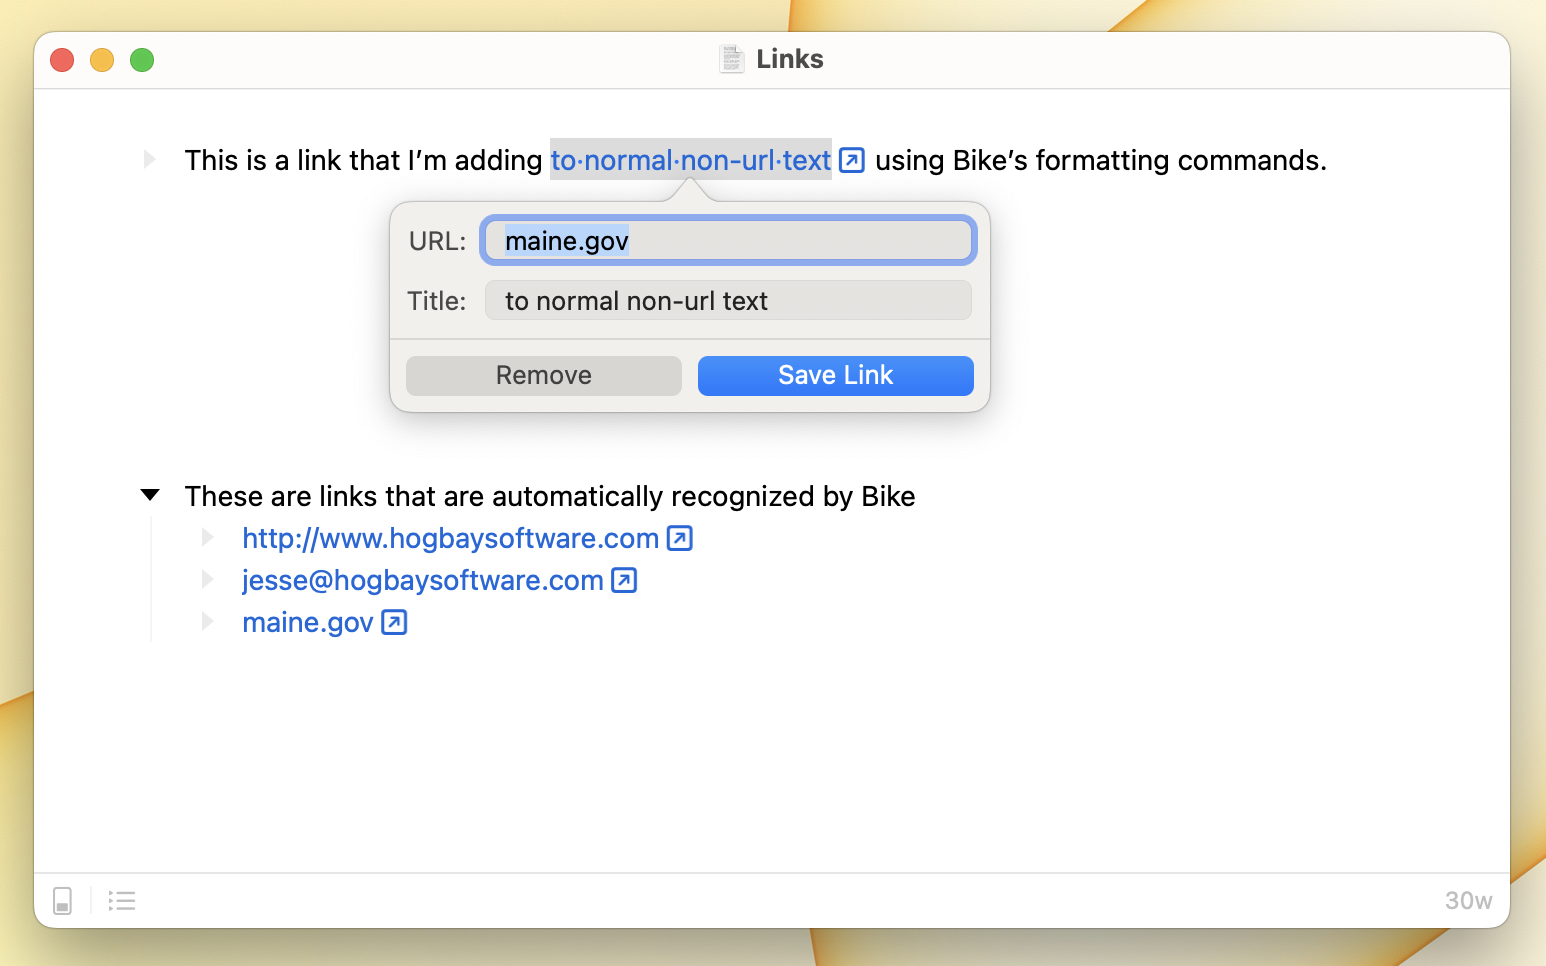 Links
This is a link that I’m adding to·normal·non-url·text using Bike’s formatting commands.
URL: maine.gov
Title: to normal non-url text
Remove Save Link
These are links that are automatically recognized by Bike
http://www.hogbaysoftware.com
jesse@hogbaysoftware.com
maine.gov
30w